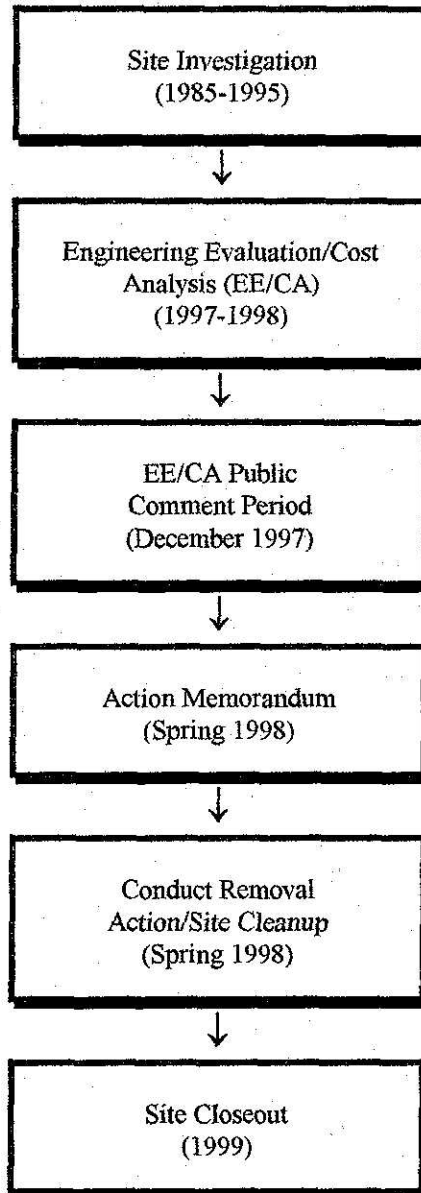 Site Investigation
(1985-1995)
Engineering Evaluation/Cost
Analysis (EE/CA)
(1997-1998)
EE/CA Public
Comment Period
(December 1997)
Action Memorandum
(Spring 1998)
Conduct Removal
Action/Site Cleanup
(Spring 1998)
Site Closeout
(1999)